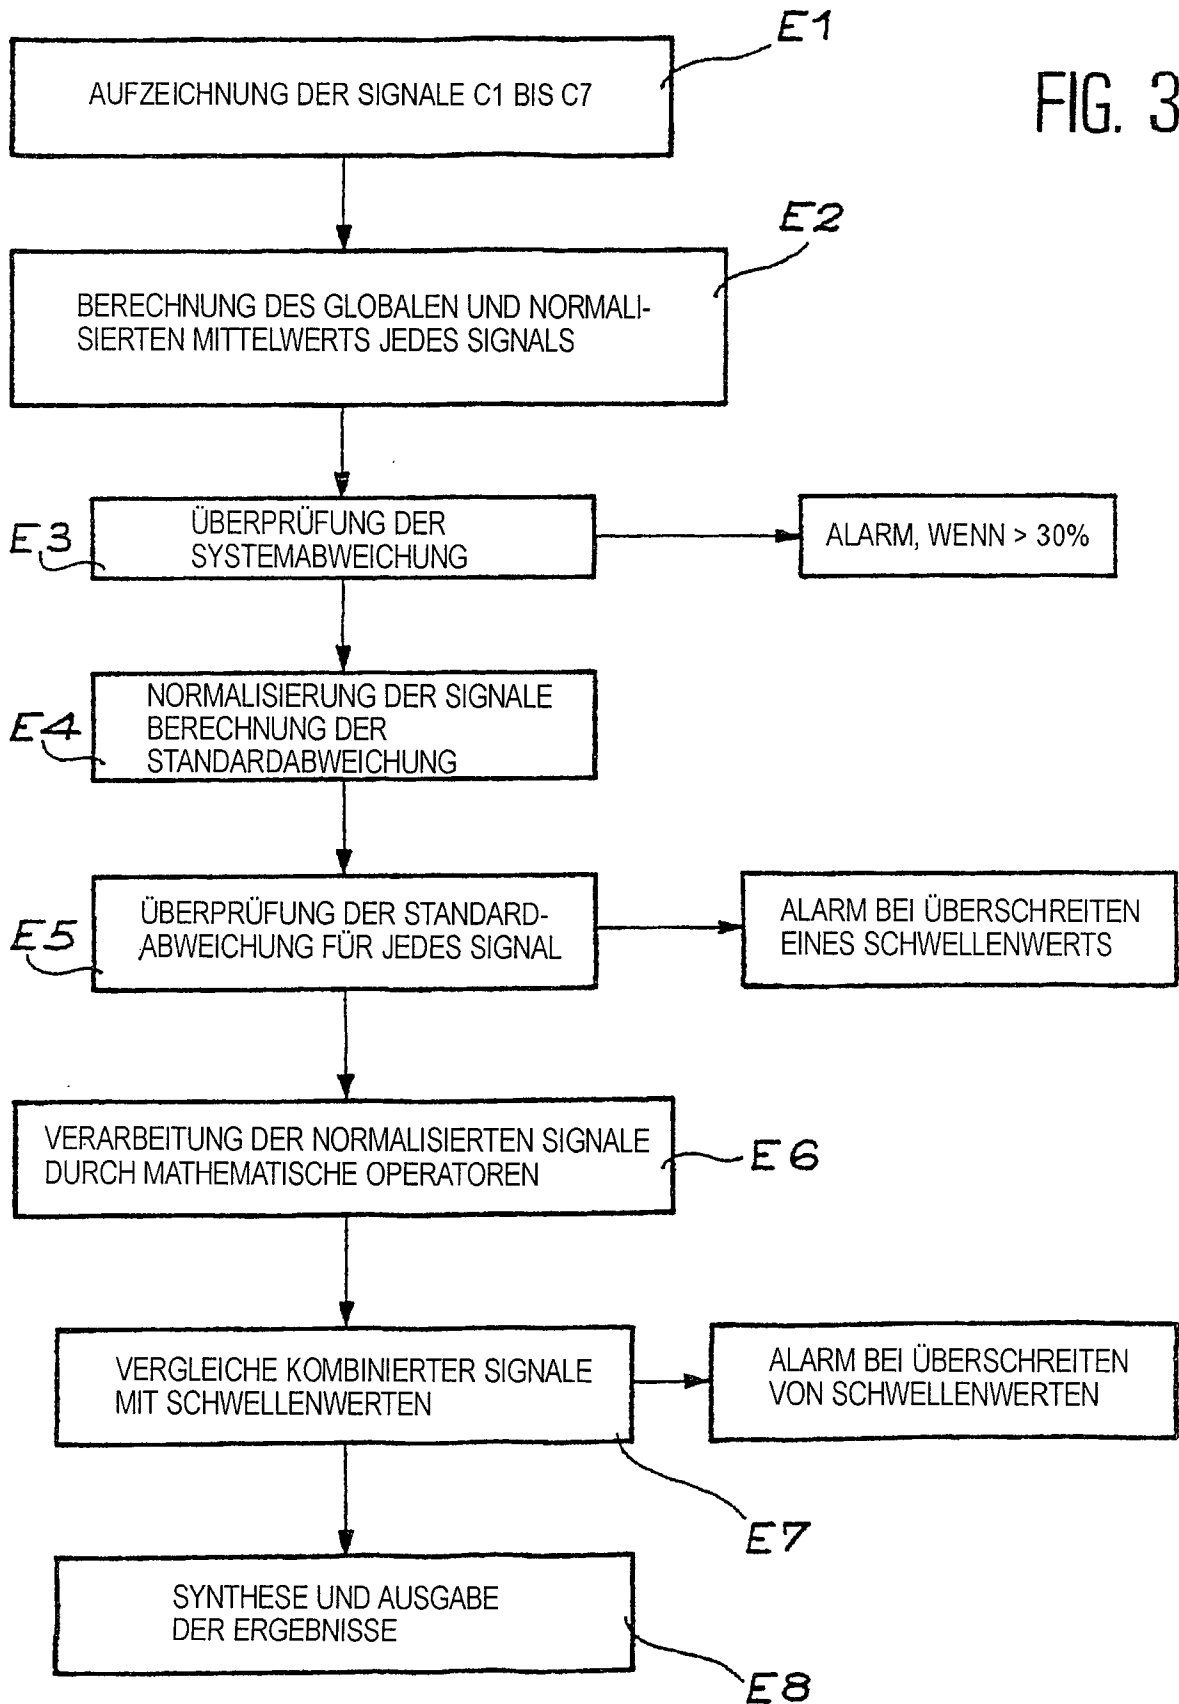 E1
AUFZEICHNUNG DER SIGNALE C1 BIS C7
FIG. 3
E2
BERECHNUNG DES GLOBALEN UND NORMALI-
SIERTEN MITTELWERTS JEDES SIGNALS
E3
ÜBERPRÜFUNG DER
SYSTEMABWEICHUNG
ALARM, WENN > 30%
E4
NORMALISIERUNG DER SIGNALE
BERECHNUNG DER
STANDARDABWEICHUNG
E5
ÜBERPRÜFUNG DER STANDARD-
ABWEICHUNG FÜR JEDES SIGNAL
ALARM BEI ÜBERSCHREITEN
EINES SCHWELLENWERTS
VERARBEITUNG DER NORMALISIERTEN SIGNALE
DURCH MATHEMATISCHE OPERATOREN
E6
VERGLEICHE KOMBINIERTER SIGNALE
MIT SCHWELLENWERTEN
ALARM BEI ÜBERSCHREITEN
VON SCHWELLENWERTEN
E7
SYNTHESE UND AUSGABE
DER ERGEBNISSE
E8